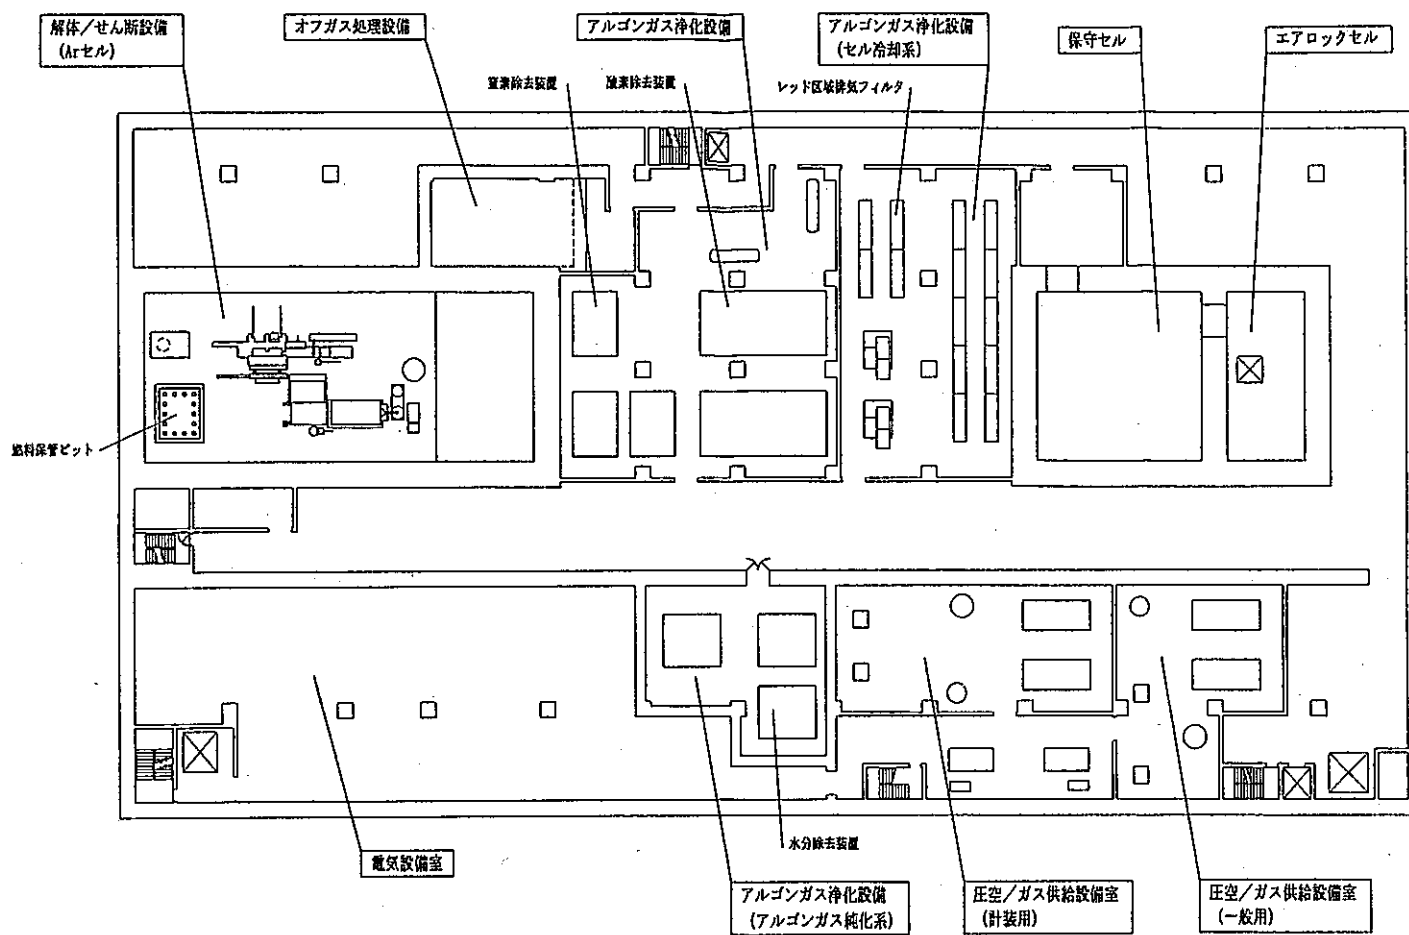 解体／せん断設備
(Arセル)
オフガス処理設備
アルゴンガス浄化設備
アルゴンガス浄化設備
(セル冷却系)
保守セル
エアロックセル
窒素除去装置
酸素除去装置
レッド区域排気フィルタ
燃料保管ピット
電気設備室
水分除去装置
アルゴンガス浄化設備
(アルゴンガス純化系)
圧空／ガス供給設備室
(計装用)
圧空／ガス供給設備室
(一般用)